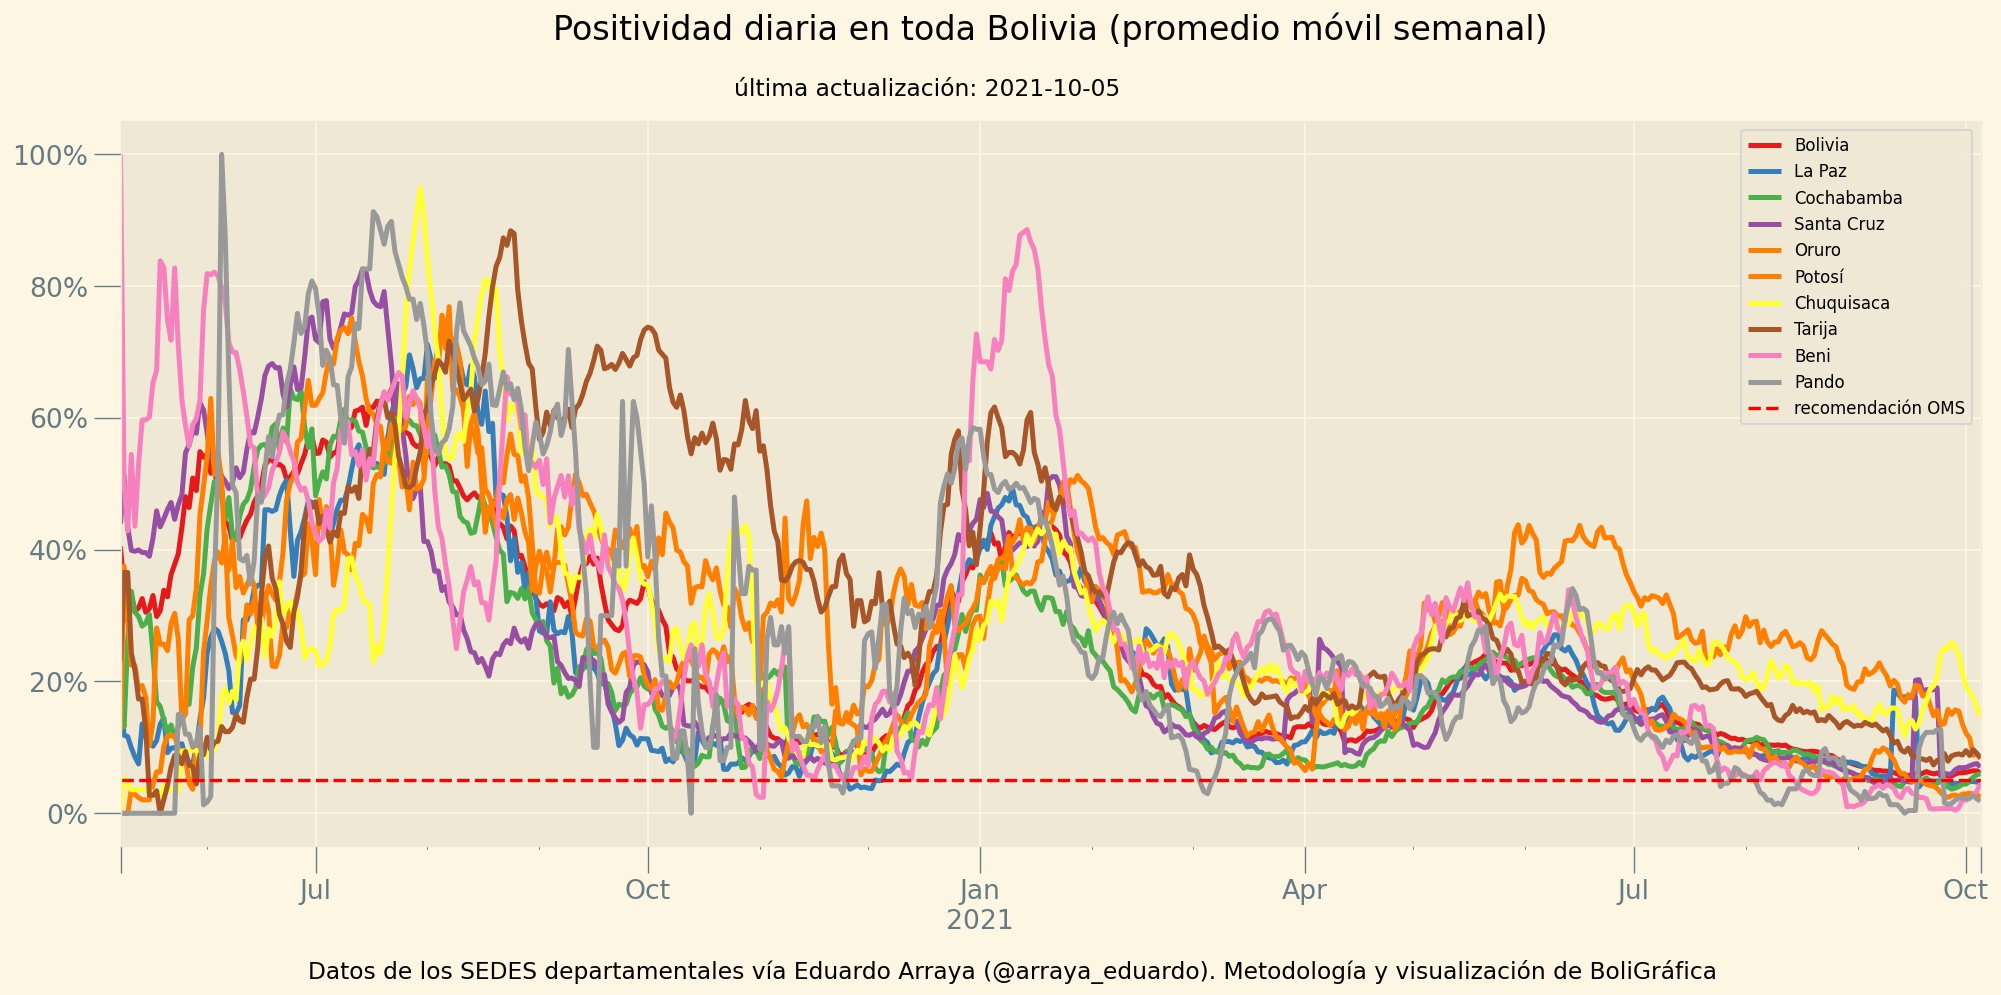 Positividad diaria en toda Bolivia (promedio móvil semanal)
última actualización: 2021-10-05
100%
80%
60%
40%
20%
0%
Bolivia
La Paz
Cochabamba
Santa Cruz
Oruro
Potosí
Chuquisaca
Tarija
Beni
Pando
recomendación OMS
Jul
Oct
Jan
2021
Apr
Jul
Oct
Datos de los SEDES departamentales vía Eduardo Arraya (@arraya_eduardo). Metodología y visualización de BoliGráfica